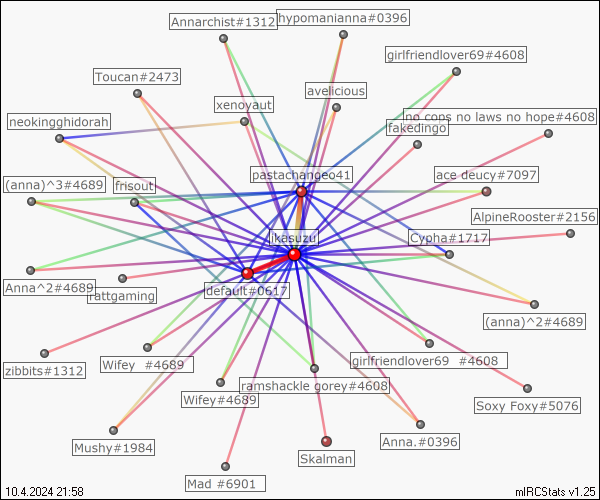 Annarchist#1312
hypomanianna#0396
girlfriendlover69#4608
Toucan#2473
avelicious
xenoyaut
no cops no laws no hope#4608
neokingghidorah
fakedingo
pastachangeo41
ace deucy#7097
(anna)^3#4689
frisout
AlpineRooster#2156
ikasuzu
Cypha#1717
Anna^2#4689
rattgaming
default#0617
(anna)^2#4689
zibbits#1312
Wifey #4689
girlfriendlover69 #4608
ramshackle gorey#4608
Wifey#4689
Soxy Foxy#5076
Mushy#1984
Skalman
Anna.#0396
Mad #6901
10.4.2024 21:58
mIRCStats v1.25